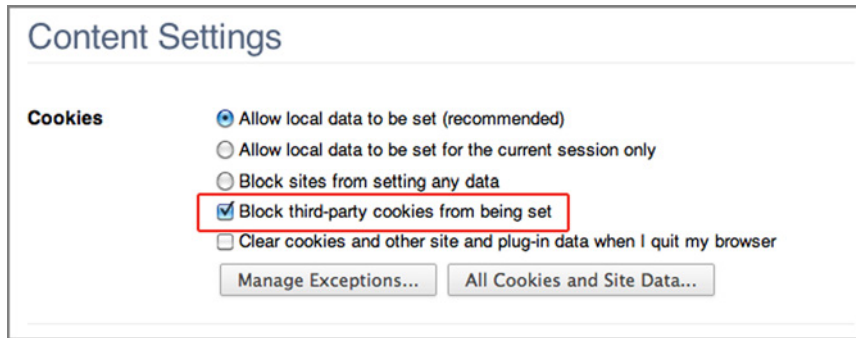 Content Settings
Cookies
Allow local data to be set (recommended)
Allow local data to be set for the current session only
Block sites from setting any data
Block third-party cookies from being set
Clear cookies and other site and plug-in data when I quit my browser
Manage Exceptions... All Cookies and Site Data...